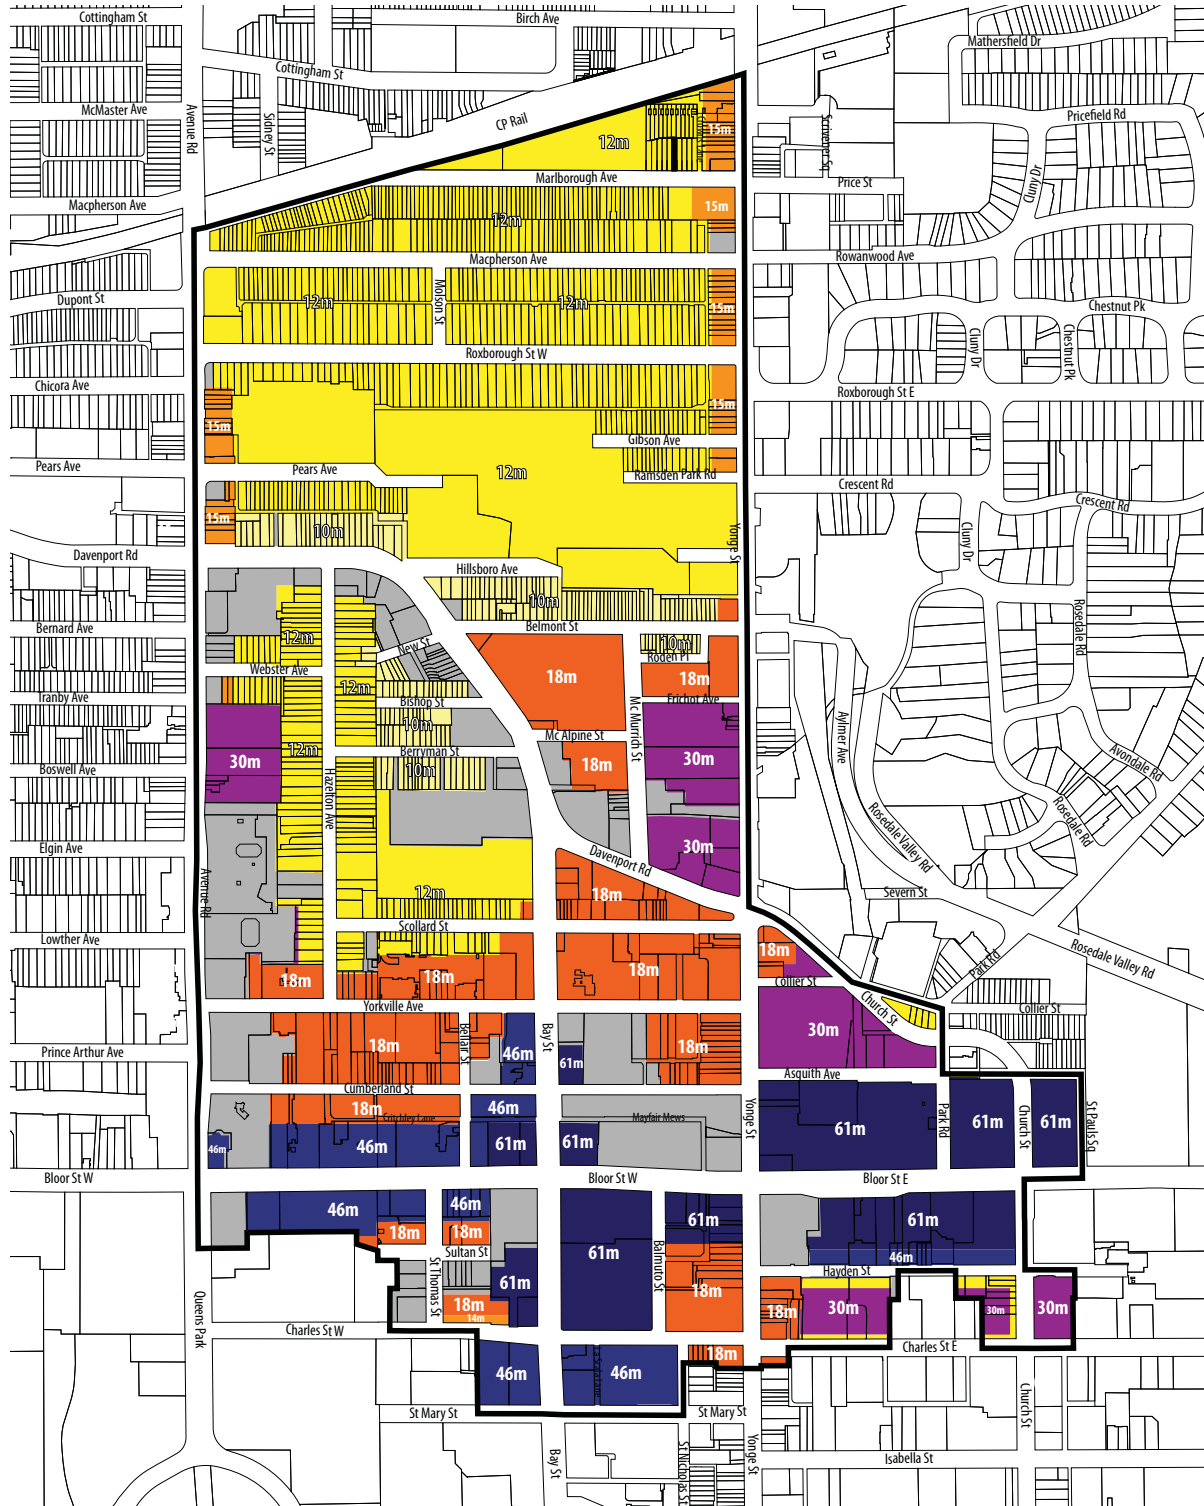 Cottingham St
Birch Ave
Mathersfield Dr
Cottingham St
McMaster Ave
Avenue Rd
Sidney St
CP Rail
Scrivener Sq
Pricefield Rd
15m
12m
Marlborough Ave
Price St
Cluny Dr
Macpherson Ave
15m
12m
Macpherson Ave
Rowanwood Ave
Dupont St
12m
Molson St
12m
15m
Chestnut Pk
Roxborough St W
Cluny Dr
Chestnut Pk
Chicora Ave
Roxborough St E
15m
15m
Gibson Ave
Pears Ave
Pears Ave
12m
Ramsden Park Rd
Crescent Rd
Crescent Rd
15m
10m
Yonge St
Cluny Dr
Davenport Rd
Hillsboro Ave
10m
Bernard Ave
Belmont St
Rosedale Rd
12m
New St
10m
Roden Pl
Webster Ave
12m
18m
18m
Tranby Ave
Bishop St
Frichot Ave
10m
Mc Murrich St
Aylmer Ave
Mc Alpine St
12m
Berryman St
30m
30m
18m
Avondale Rd
Boswell Ave
10m
Hazelton Ave
Rosedale Rd
Rosedale Valley Rd
Elgin Ave
30m
Davenport Rd
Avenue Rd
12m
18m
Severn St
Scollard St
Lowther Ave
18m
Park Rd
Rosedale Valley Rd
18m
18m
18m
Collier St
Yorkville Ave
Church St
Collier St
30m
Bellair St
Bay St
18m
46m
18m
Prince Arthur Ave
61m
Asquith Ave
Cumberland St
18m
46m
Critchley Lane
Mayfair Mews
Yonge St
Park Rd
Church St
St Pauls Sq
46m
46m
61m
61m
61m
61m
61m
Bloor St W
Bloor St W
Bloor St E
46m
46m
61m
61m
18m
18m
Sultan St
61m
Balmuto St
46m
St Thomas St
61m
Hayden St
Queens Park
18m
14m
18m
18m
30m
30m
30m
Charles St W
Charles St E
18m
46m
46m
St Mary St
St Mary St
Church St
Bay St
St Nicholas St
Yonge St
Isabella St